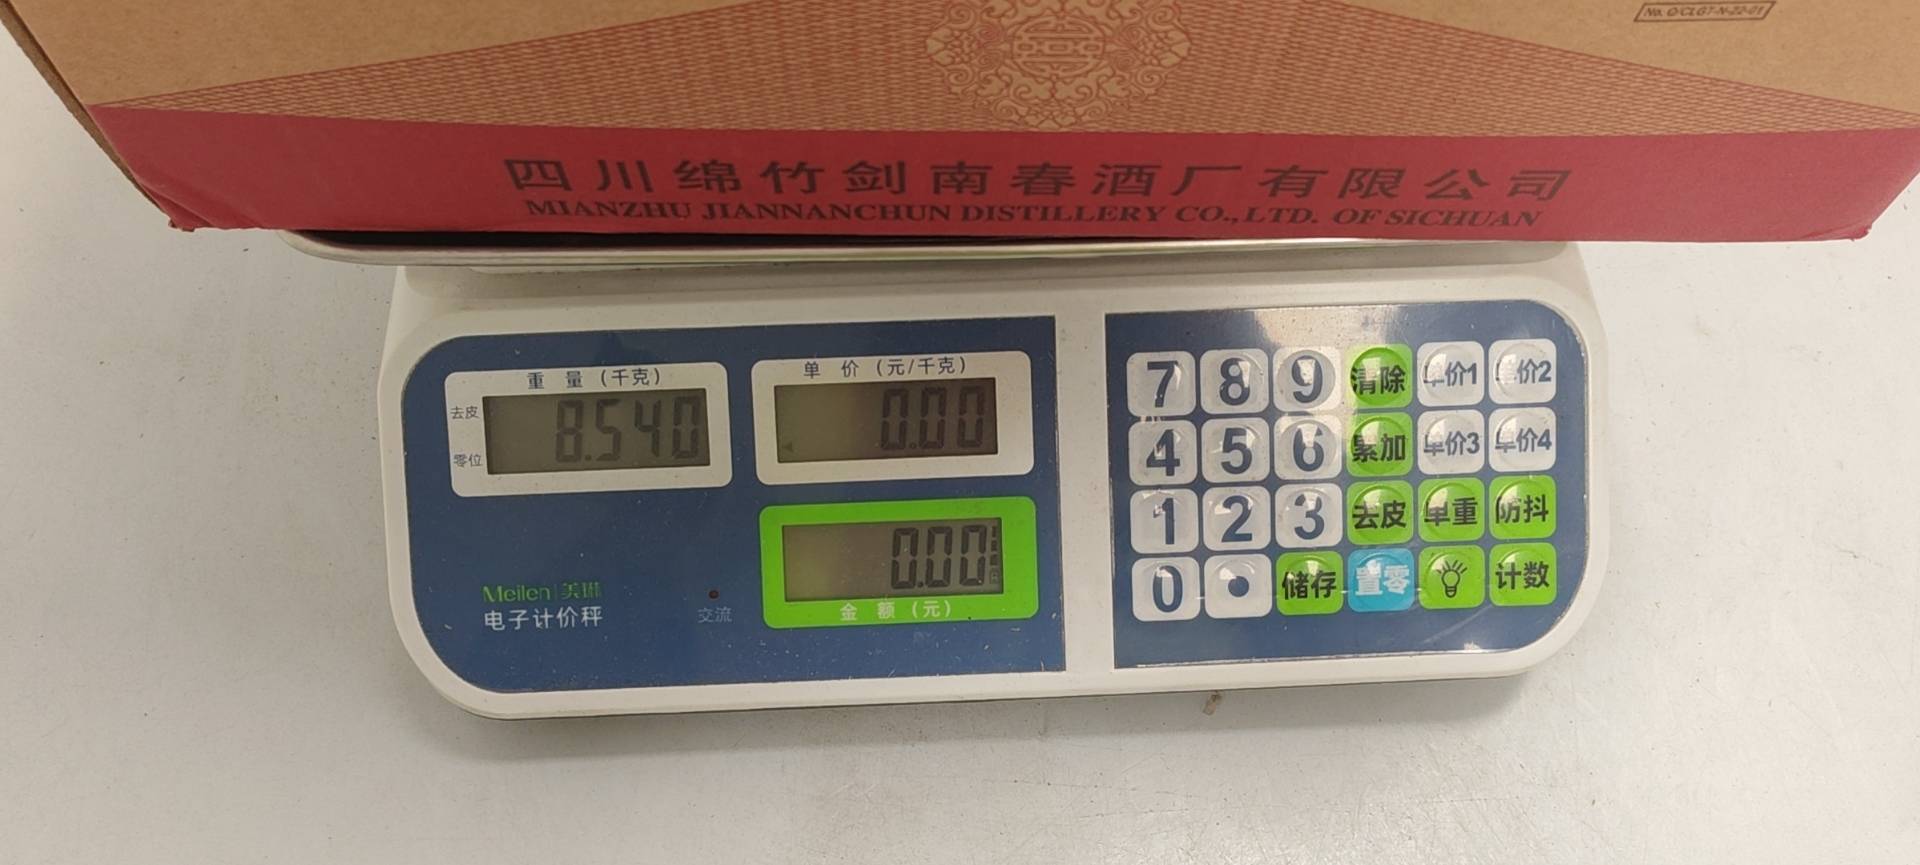 No. Q/CLGT-N-22-01
四川绵竹剑南春酒厂有限公司
MIANZHU JIANNANCHUN DISTILLERY CO.,LTD. OF SICHUAN
重量(千克)
去皮
零位
8.540
单价(元/千克)
0.00
0.00
金额(元)
Meilen|美琳
电子计价秤
交流
7 8 9 清除 单价1 单价2
4 5 6 累加 单价3 单价4
1 2 3 去皮 单重 防抖
0 . 储存 置零 计数